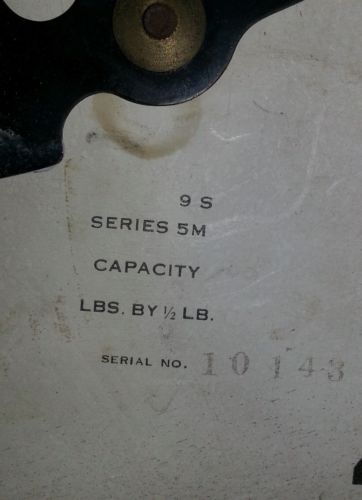 9 S
SERIES 5M
CAPACITY
LBS. BY ½ LB.
SERIAL NO. 10143